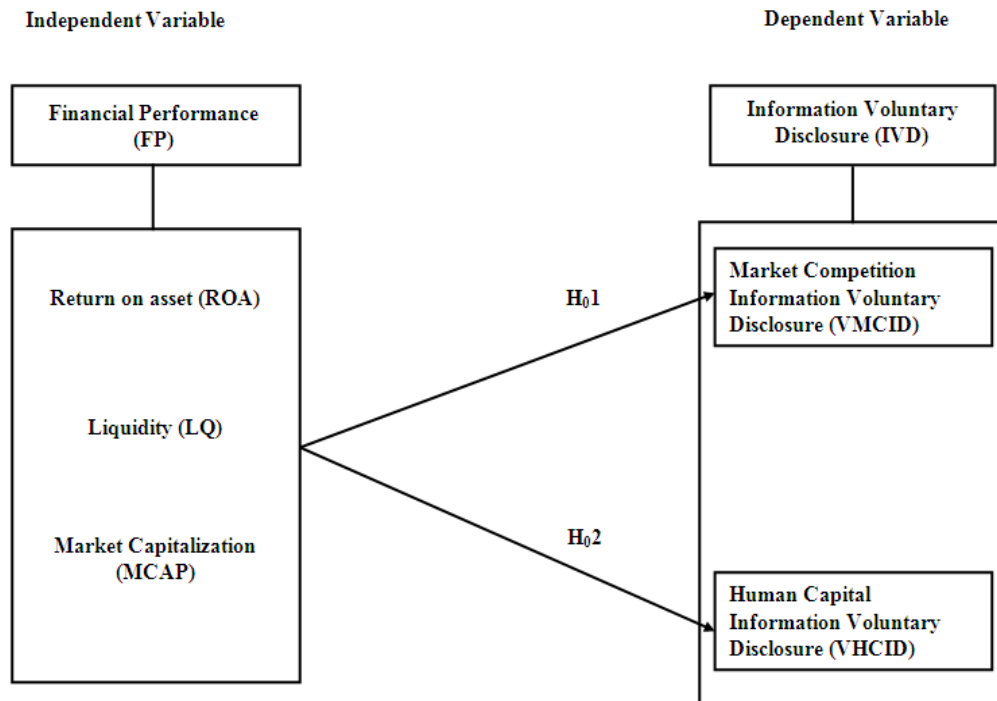 Independent Variable
Dependent Variable
Financial Performance
(FP)
Information Voluntary
Disclosure (IVD)
Return on asset (ROA)
Liquidity (LQ)
Market Capitalization
(MCAP)
H₀1
H₀2
Market Competition
Information Voluntary
Disclosure (VMCID)
Human Capital
Information Voluntary
Disclosure (VHCID)